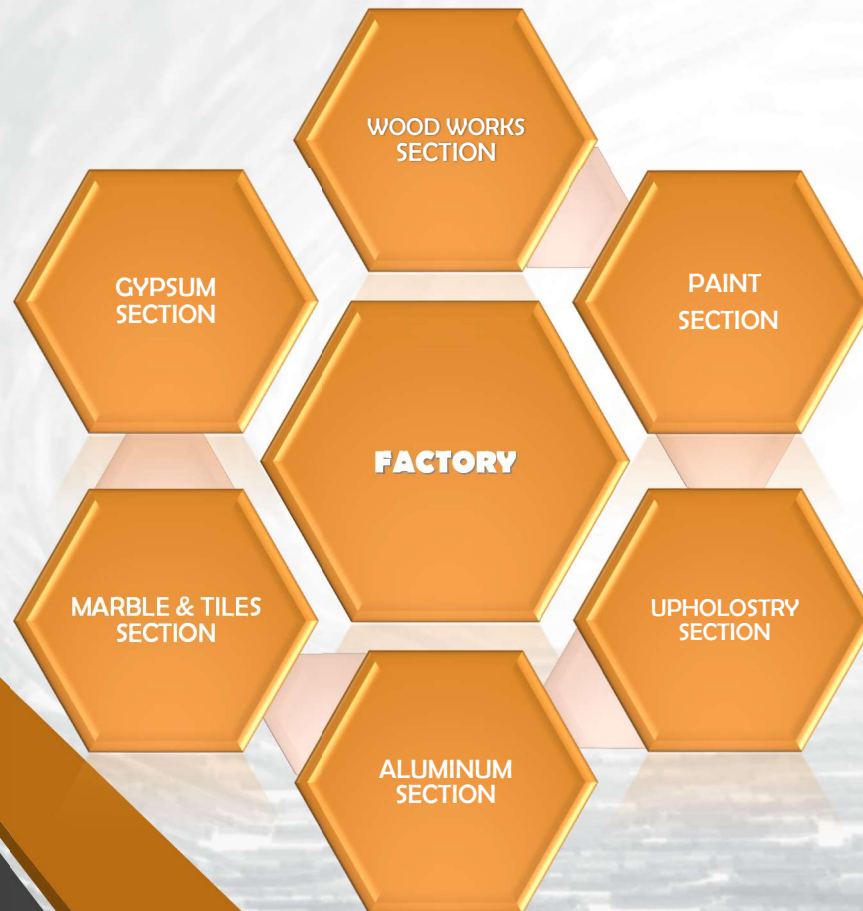 WOOD WORKS
SECTION
GYPSUM
SECTION
PAINT
SECTION
FACTORY
MARBLE & TILES
SECTION
UPHOLOSTRY
SECTION
ALUMINUM
SECTION